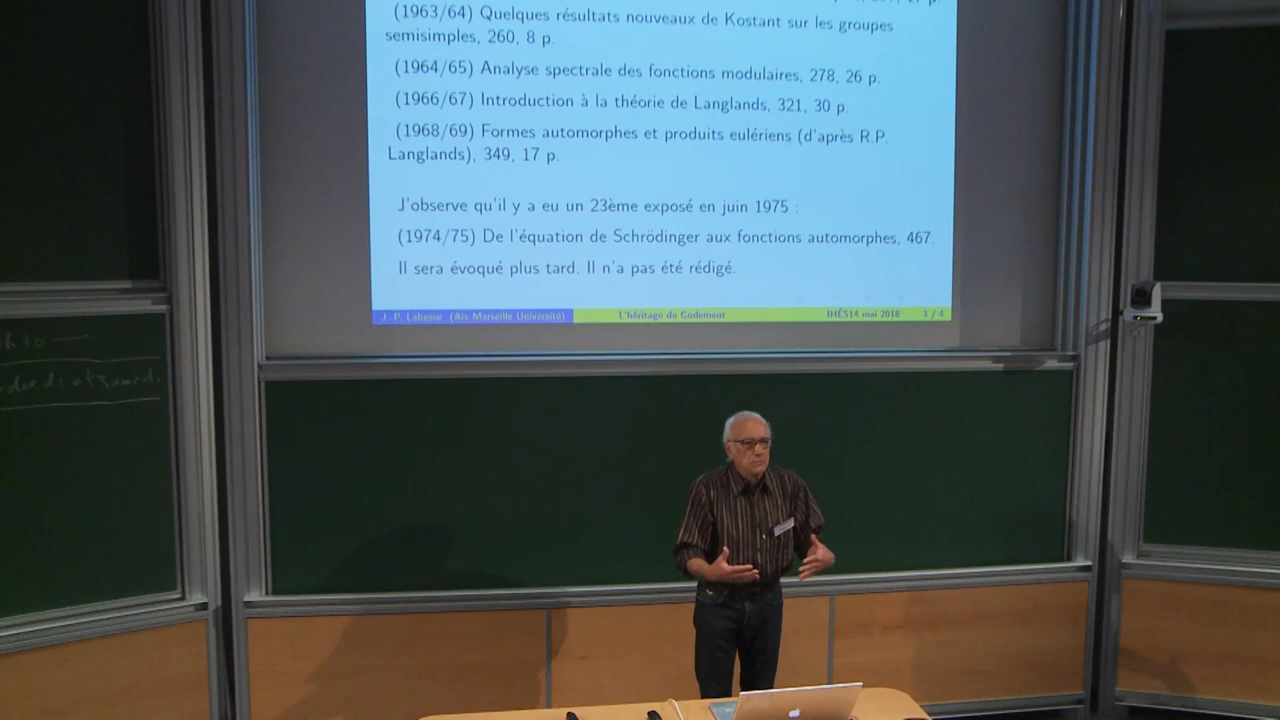 (1963/64) Quelques résultats nouveaux de Kostant sur les groupes
semisimples, 260, 8 p.
(1964/65) Analyse spectrale des fonctions modulaires, 278, 26 p.
(1966/67) Introduction à la théorie de Langlands, 321, 30 p.
(1968/69) Formes automorphes et produits eulériens (d'après R.P.
Langlands), 349, 17 p.
J'observe qu'il y a eu un 23ème exposé en juin 1975 :
(1974/75) De l'équation de Schrödinger aux fonctions automorphes, 467.
Il sera évoqué plus tard. Il n'a pas été rédigé.
J.-P. Labesse (Aix Marseille Université) L'héritage de Godement IHÉS14 mai 2018 3 / 4